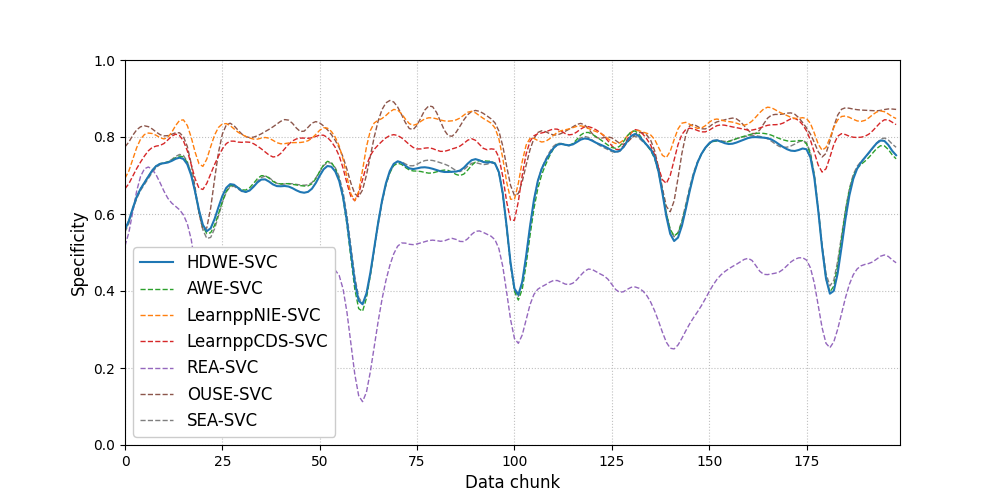 1.0
0.8
0.6
0.4
0.2
0.0
Specificity
HDWE-SVC
AWE-SVC
LearnppNIE-SVC
LearnppCDS-SVC
REA-SVC
OUSE-SVC
SEA-SVC
0 25 50 75 100 125 150 175
Data chunk